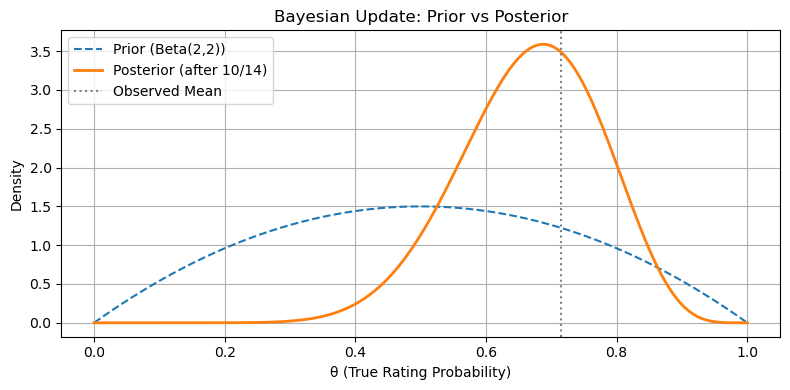 Bayesian Update: Prior vs Posterior
Prior (Beta(2,2))
Posterior (after 10/14)
Observed Mean
Density
3.5
3.0
2.5
2.0
1.5
1.0
0.5
0.0
0.0 0.2 0.4 0.6 0.8 1.0
θ (True Rating Probability)